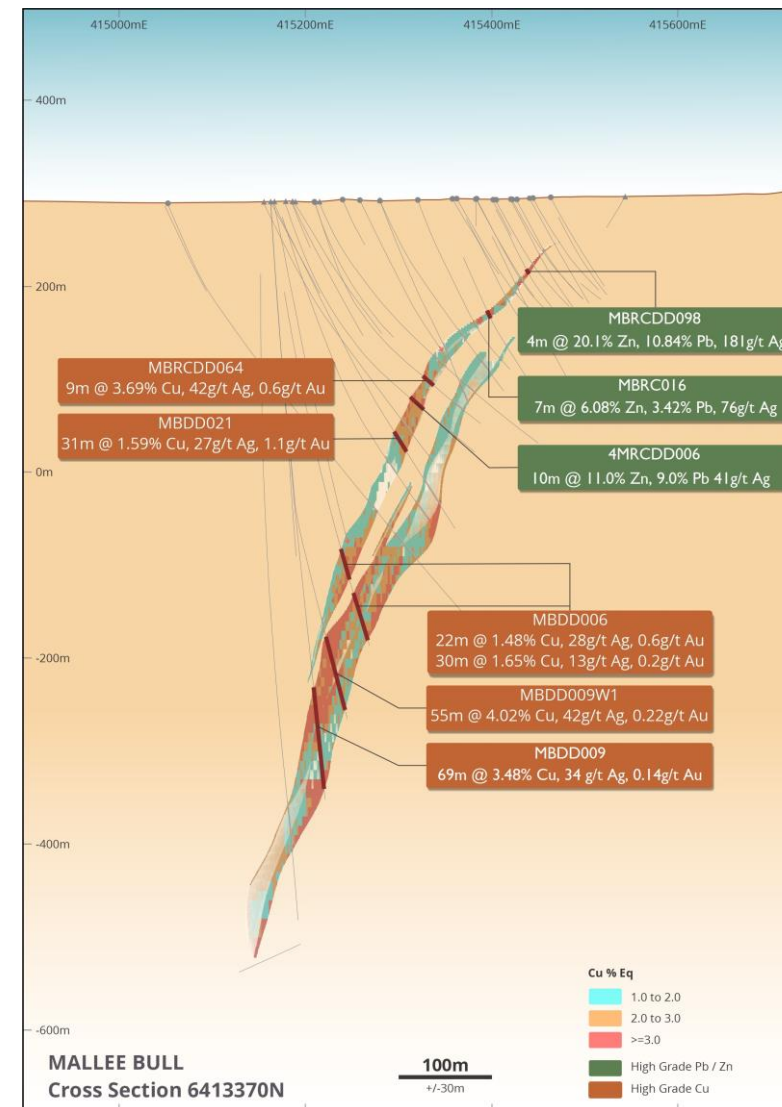 415000mE
415200mE
415400mE
415600mE
400m
200m
0m
-200m
-400m
-600m
MBRCDD098
4m @ 20.1% Zn, 10.84% Pb, 181g/t Ag
MBRCDD064
9m @ 3.69% Cu, 42g/t Ag, 0.6g/t Au
MBRC016
7m @ 6.08% Zn, 3.42% Pb, 76g/t Ag
MBDD021
31m @ 1.59% Cu, 27g/t Ag, 1.1g/t Au
4MRCDD006
10m @ 11.0% Zn, 9.0% Pb 41g/t Ag
MBDD006
22m @ 1.48% Cu, 28g/t Ag, 0.6g/t Au
30m @ 1.65% Cu, 13g/t Ag, 0.2g/t Au
MBDD009W1
55m @ 4.02% Cu, 42g/t Ag, 0.22g/t Au
MBDD009
69m @ 3.48% Cu, 34 g/t Ag, 0.14g/t Au
Cu % Eq
1.0 to 2.0
2.0 to 3.0
>=3.0
High Grade Pb / Zn
High Grade Cu
MALLEE BULL
Cross Section 6413370N
100m
+/-30m